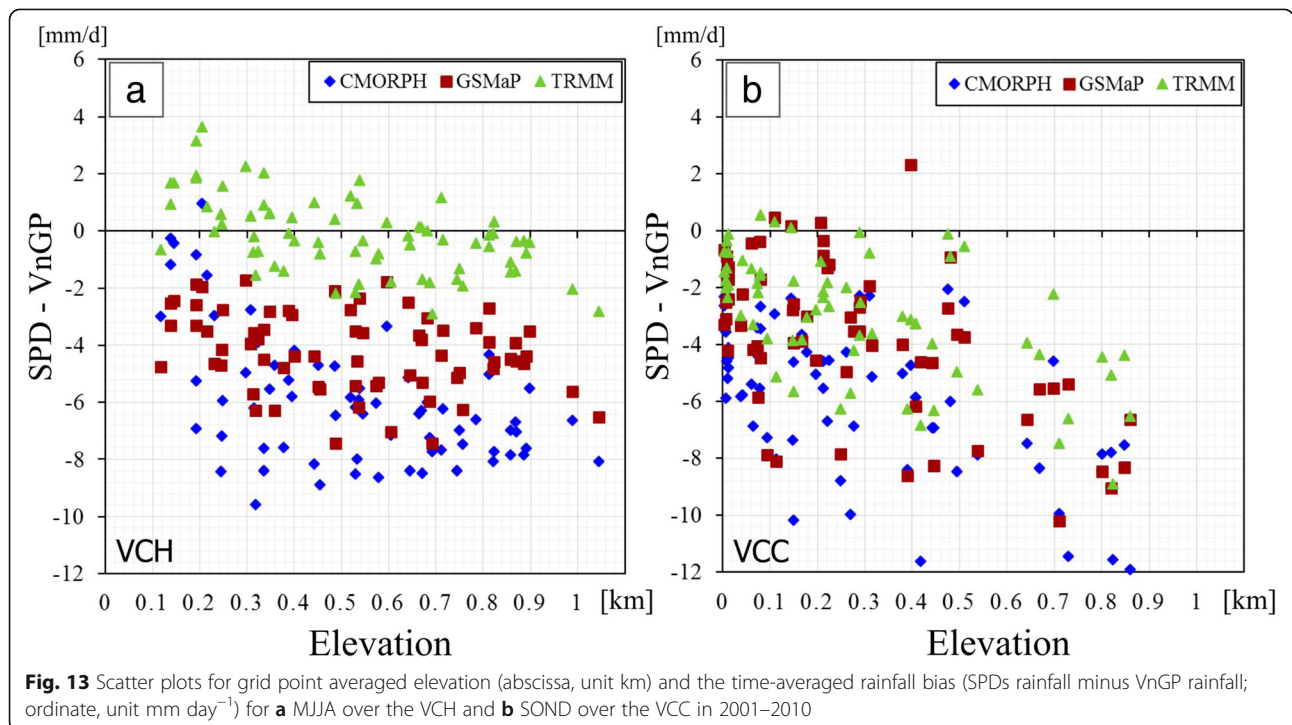 [mm/d]
6
4
2
0
-2
-4
-6
-8
-10
-12
SPD - VnGP
a
CMORPH GSMaP TRMM
VCH
0 0.1 0.2 0.3 0.4 0.5 0.6 0.7 0.8 0.9 1 [km]
Elevation
[mm/d]
6
4
2
0
-2
-4
-6
-8
-10
-12
SPD - VnGP
b
CMORPH GSMaP TRMM
VCC
0 0.1 0.2 0.3 0.4 0.5 0.6 0.7 0.8 0.9 1 [km]
Elevation
Fig. 13 Scatter plots for grid point averaged elevation (abscissa, unit km) and the time-averaged rainfall bias (SPDs rainfall minus VnGP rainfall;
ordinate, unit mm day⁻¹) for a MJJA over the VCH and b SOND over the VCC in 2001–2010